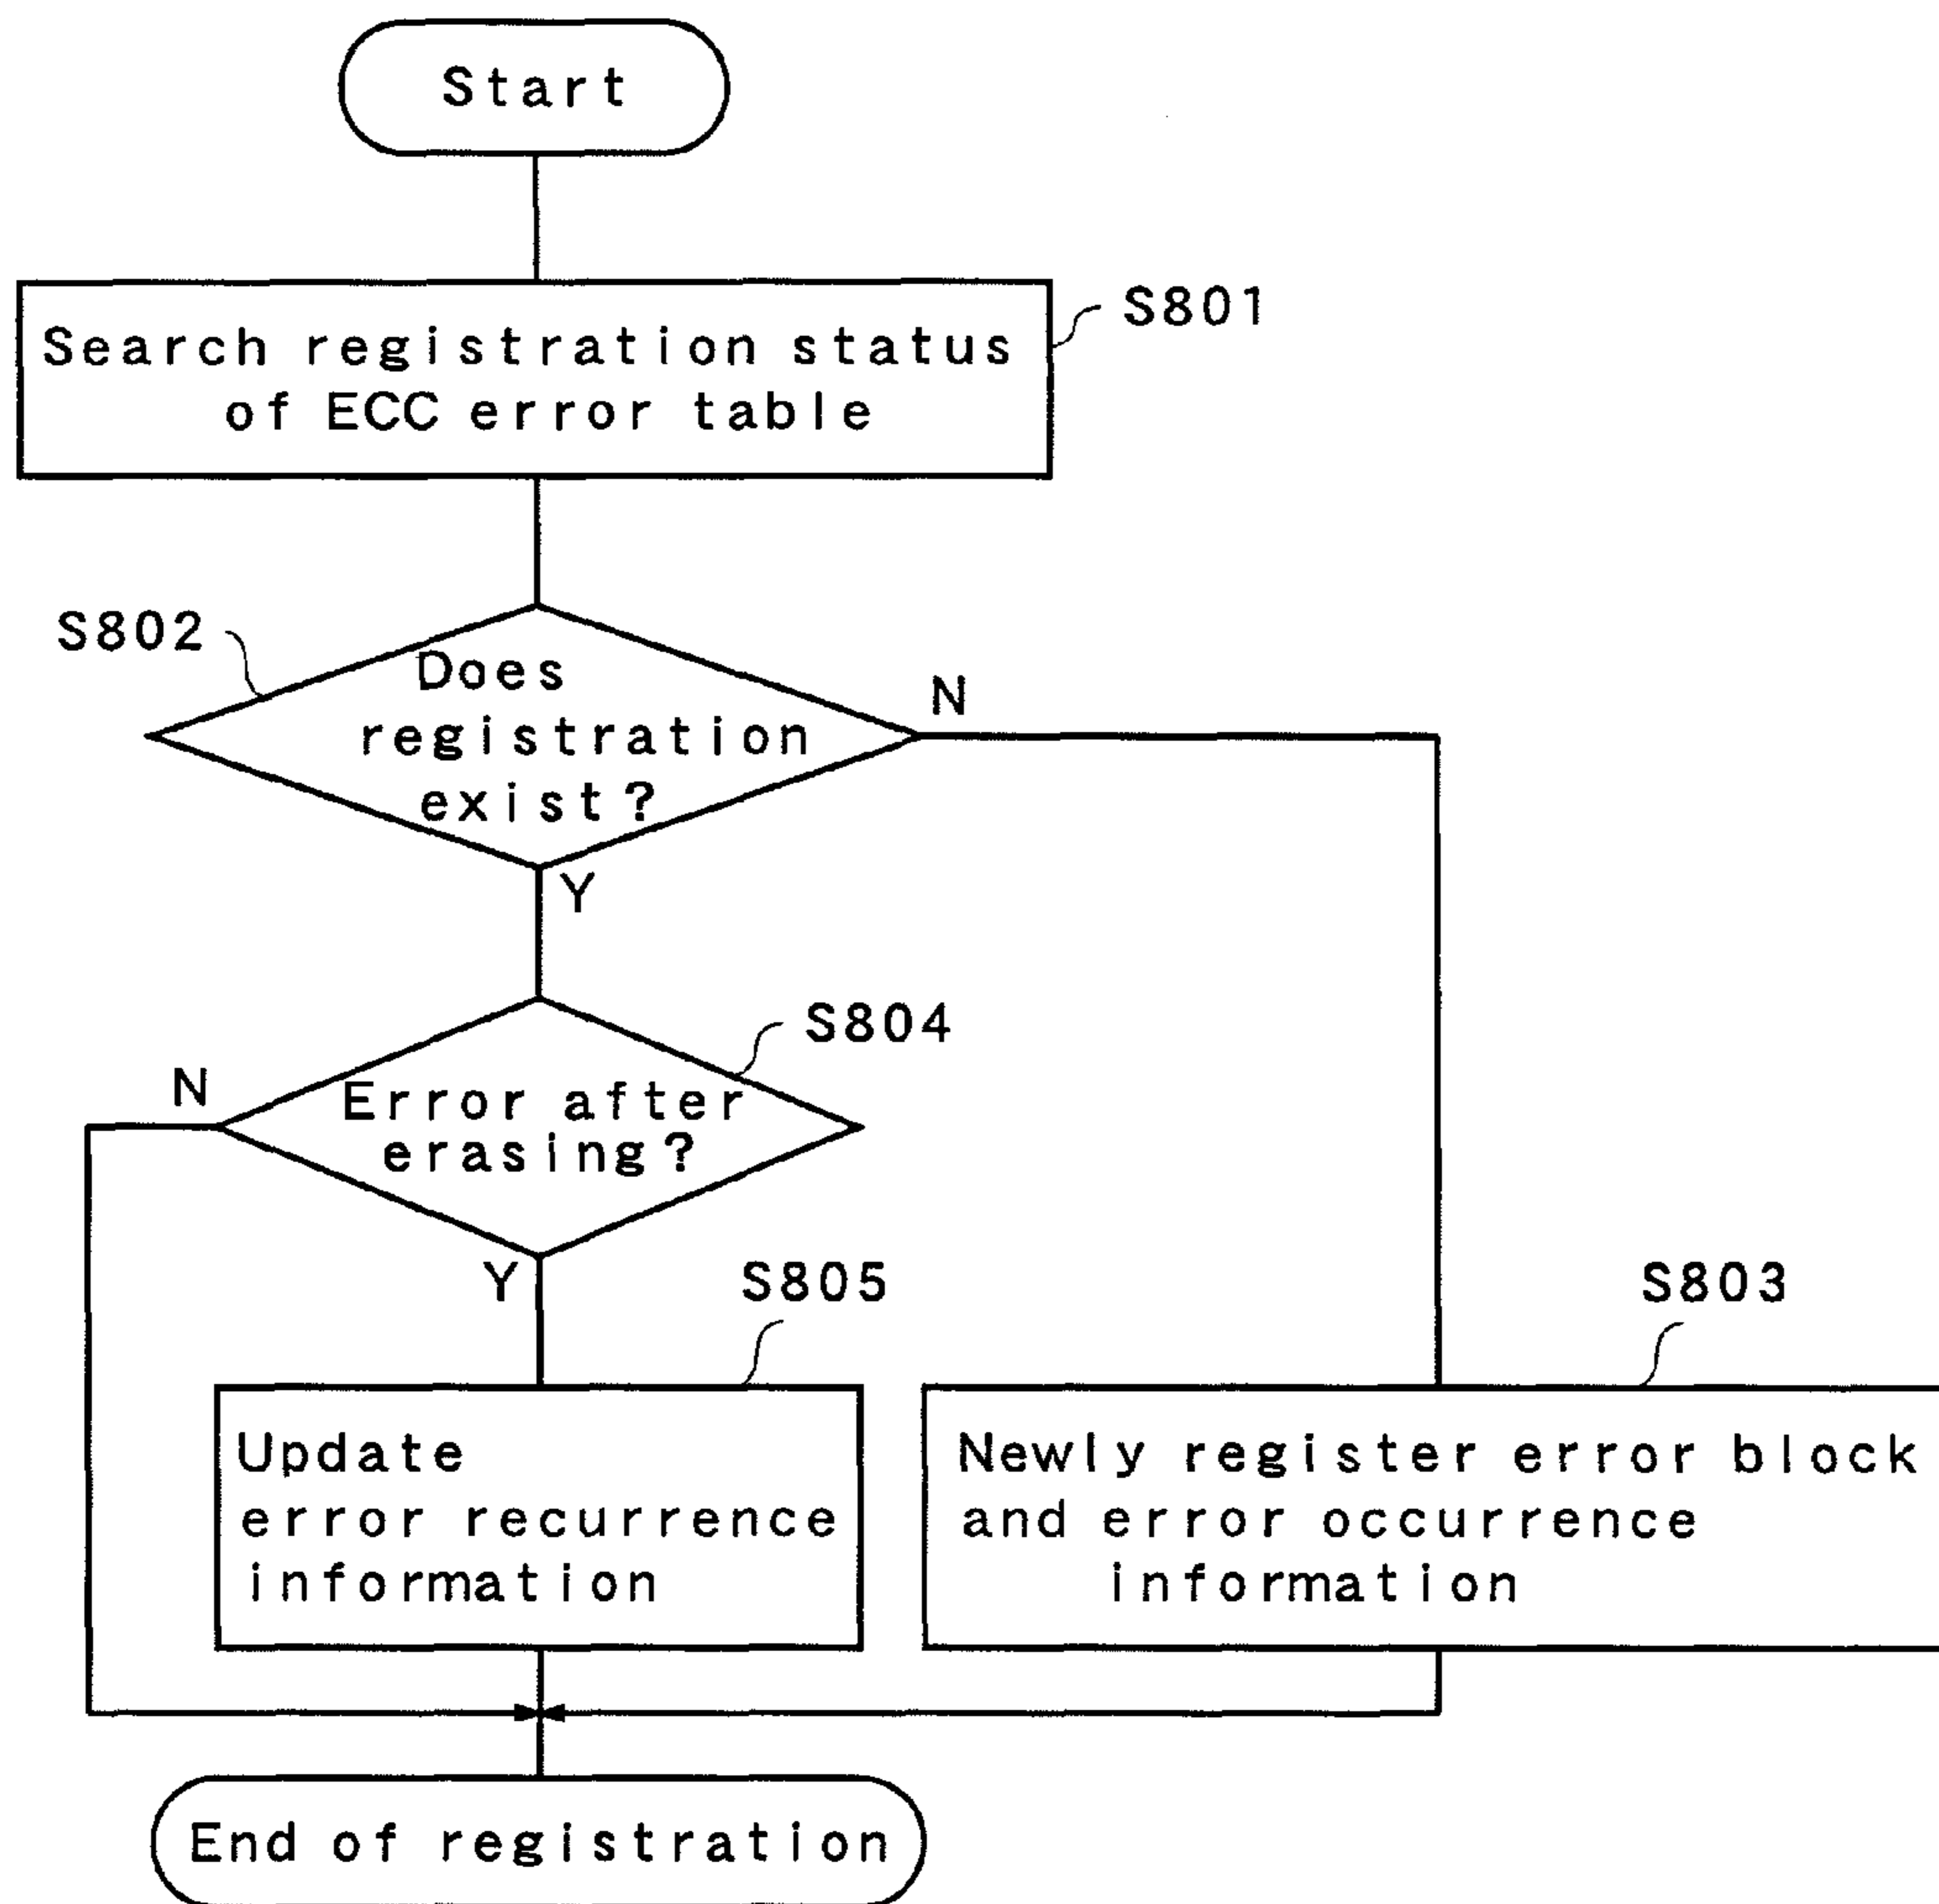 Start
Search registration status
of ECC error table
S801
S802
Does
registration
exist?
N
Y
S804
Error after
erasing?
N
Y
S805
Update
error recurrence
information
S803
Newly register error block
and error occurrence
information
End of registration